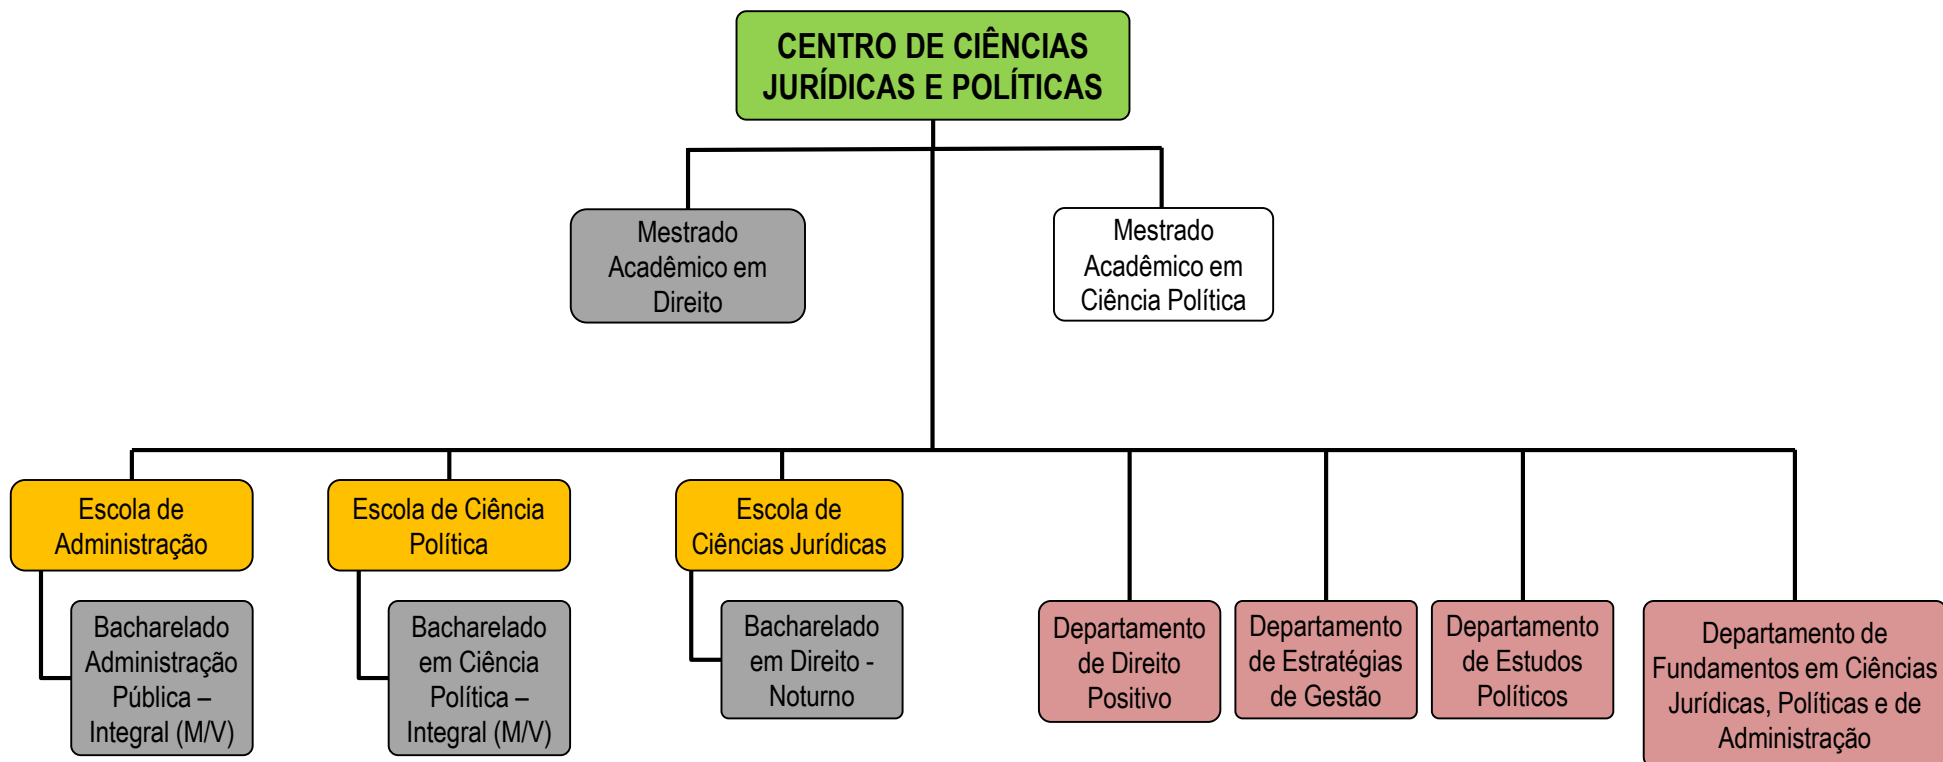 CENTRO DE CIÊNCIAS
JURÍDICAS E POLÍTICAS
Mestrado
Acadêmico em
Direito
Mestrado
Acadêmico em
Ciência Política
Escola de
Administração
Escola de Ciência
Política
Escola de
Ciências Jurídicas
Bacharelado
Administração
Pública –
Integral (M/V)
Bacharelado
em Ciência
Política –
Integral (M/V)
Bacharelado
em Direito -
Noturno
Departamento
de Direito
Positivo
Departamento
de Estratégias
de Gestão
Departamento
de Estudos
Políticos
Departamento de
Fundamentos em Ciências
Jurídicas, Políticas e de
Administração